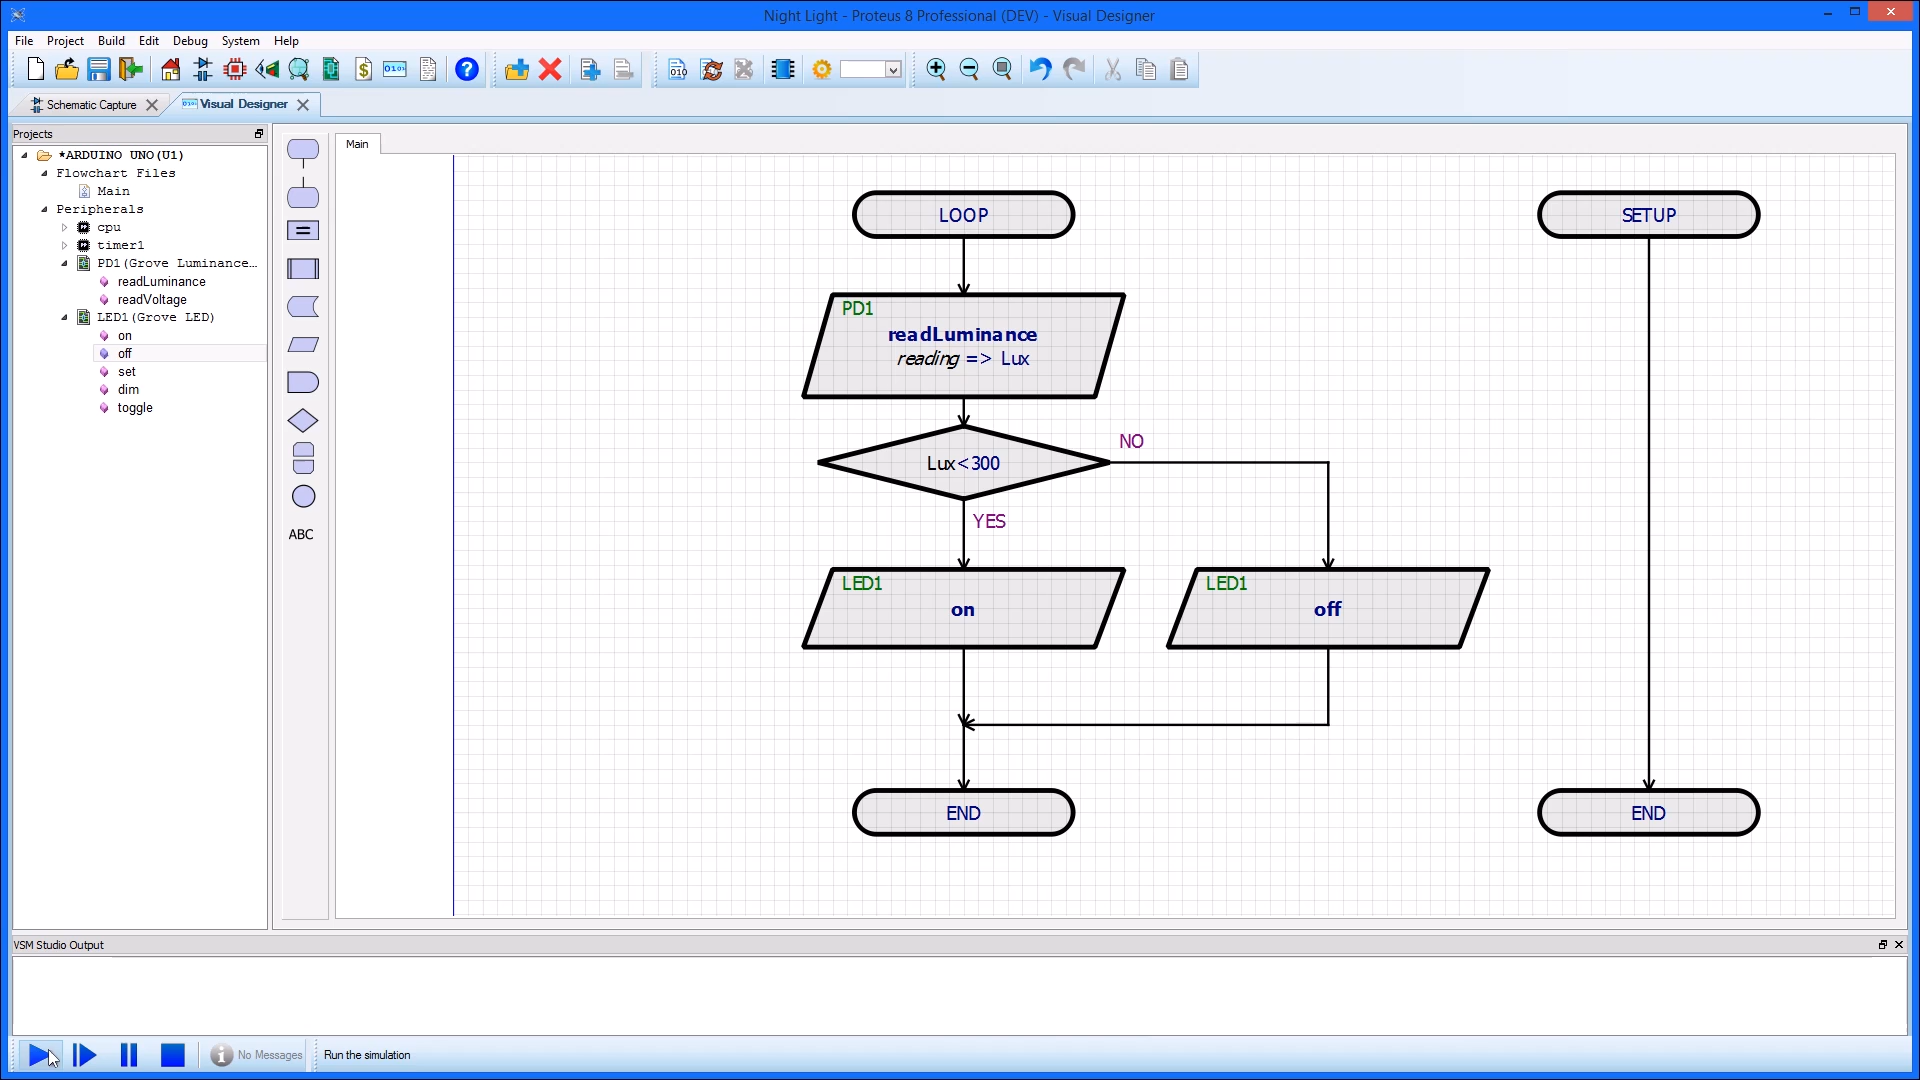 Night Light - Proteus 8 Professional (DEV) - Visual Designer
File Project Build Edit Debug System Help
Schematic Capture Visual Designer
Projects
Main
*ARDUINO UNO(U1)
Flowchart Files
Main
Peripherals
cpu
timer1
PD1(Grove Luminance...
readLuminance
readVoltage
LED1(Grove LED)
on
off
set
dim
toggle
ABC
LOOP
PD1
readLuminance
reading => Lux
Lux<300
NO
YES
LED1
on
LED1
off
END
SETUP
END
VSM Studio Output
No Messages
Run the simulation